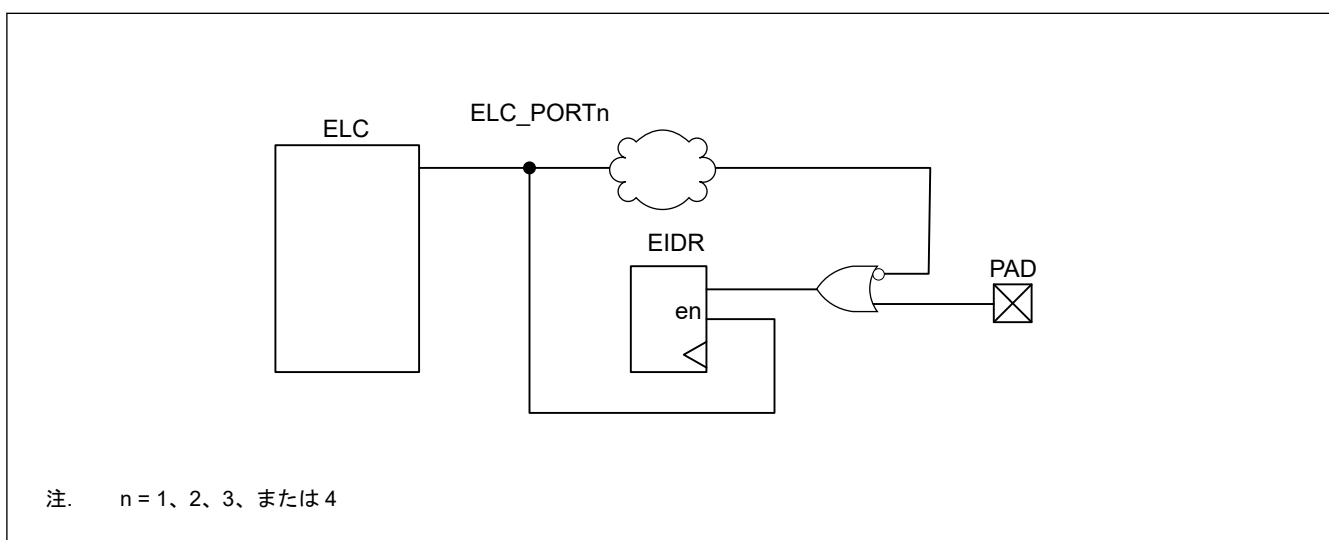 ELC_PORTn
ELC
EIDR
PAD
en
注. n = 1、2、3、または 4